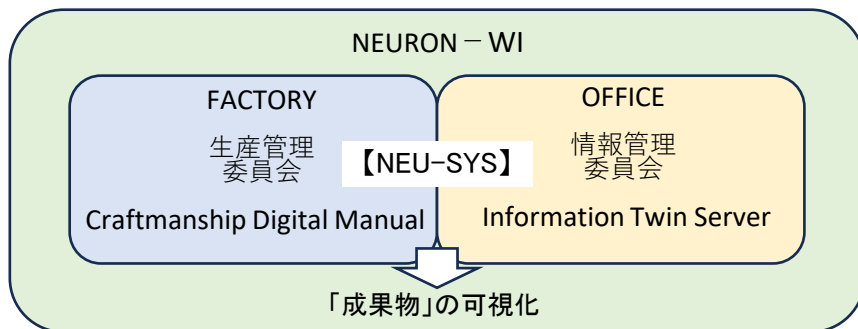 NEURON－WI
FACTORY
生産管理
委員会
Craftmanship Digital Manual
【NEU-SYS】
OFFICE
情報管理
委員会
Information Twin Server
「成果物」の可視化